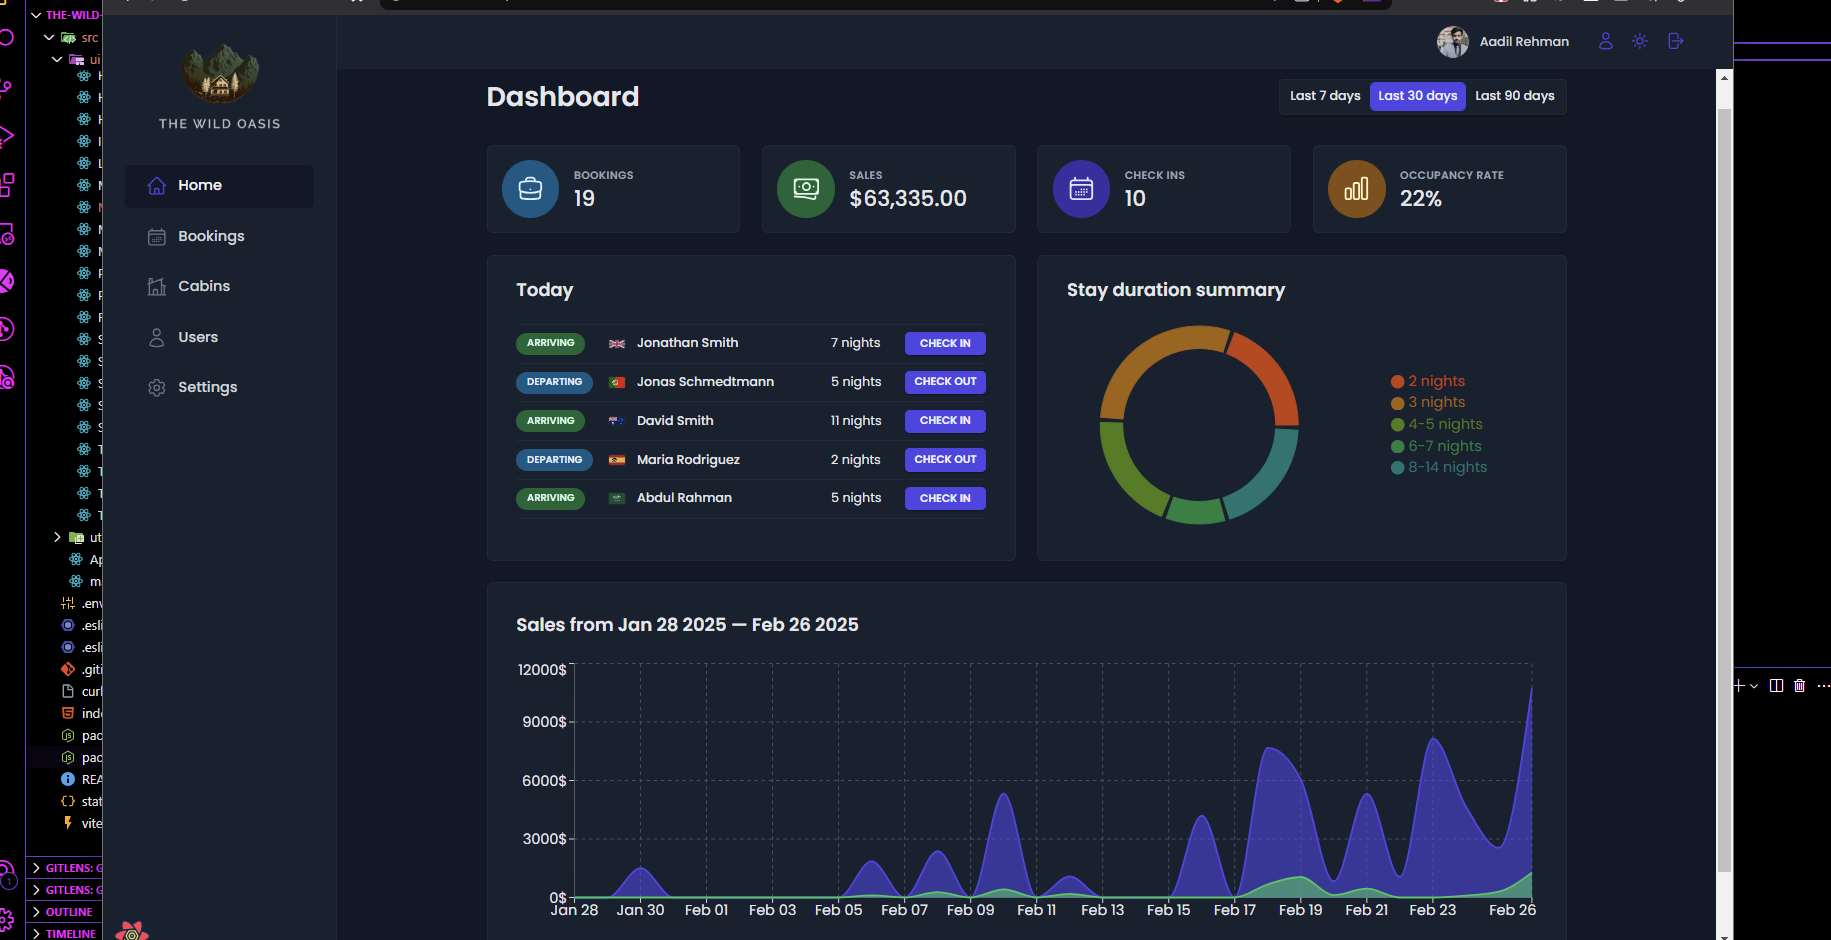 THE-WILD-
src
ui
ut
Ap
m
.env
.esli
.esli
.giti
curl
inde
pac
pac
REA
stat
vite
GITLENS: G
GITLENS: G
OUTLINE
TIMELINE
1
THE WILD OASIS
Home
Bookings
Cabins
Users
Settings
Aadil Rehman
Dashboard
Last 7 days Last 30 days Last 90 days
BOOKINGS
19
SALES
$63,335.00
CHECK INS
10
OCCUPANCY RATE
22%
Today
ARRIVING Jonathan Smith 7 nights CHECK IN
DEPARTING Jonas Schmedtmann 5 nights CHECK OUT
ARRIVING David Smith 11 nights CHECK IN
DEPARTING Maria Rodriguez 2 nights CHECK OUT
ARRIVING Abdul Rahman 5 nights CHECK IN
Stay duration summary
2 nights
3 nights
4-5 nights
6-7 nights
8-14 nights
Sales from Jan 28 2025 — Feb 26 2025
12000$
9000$
6000$
3000$
0$
Jan 28 Jan 30 Feb 01 Feb 03 Feb 05 Feb 07 Feb 09 Feb 11 Feb 13 Feb 15 Feb 17 Feb 19 Feb 21 Feb 23 Feb 26